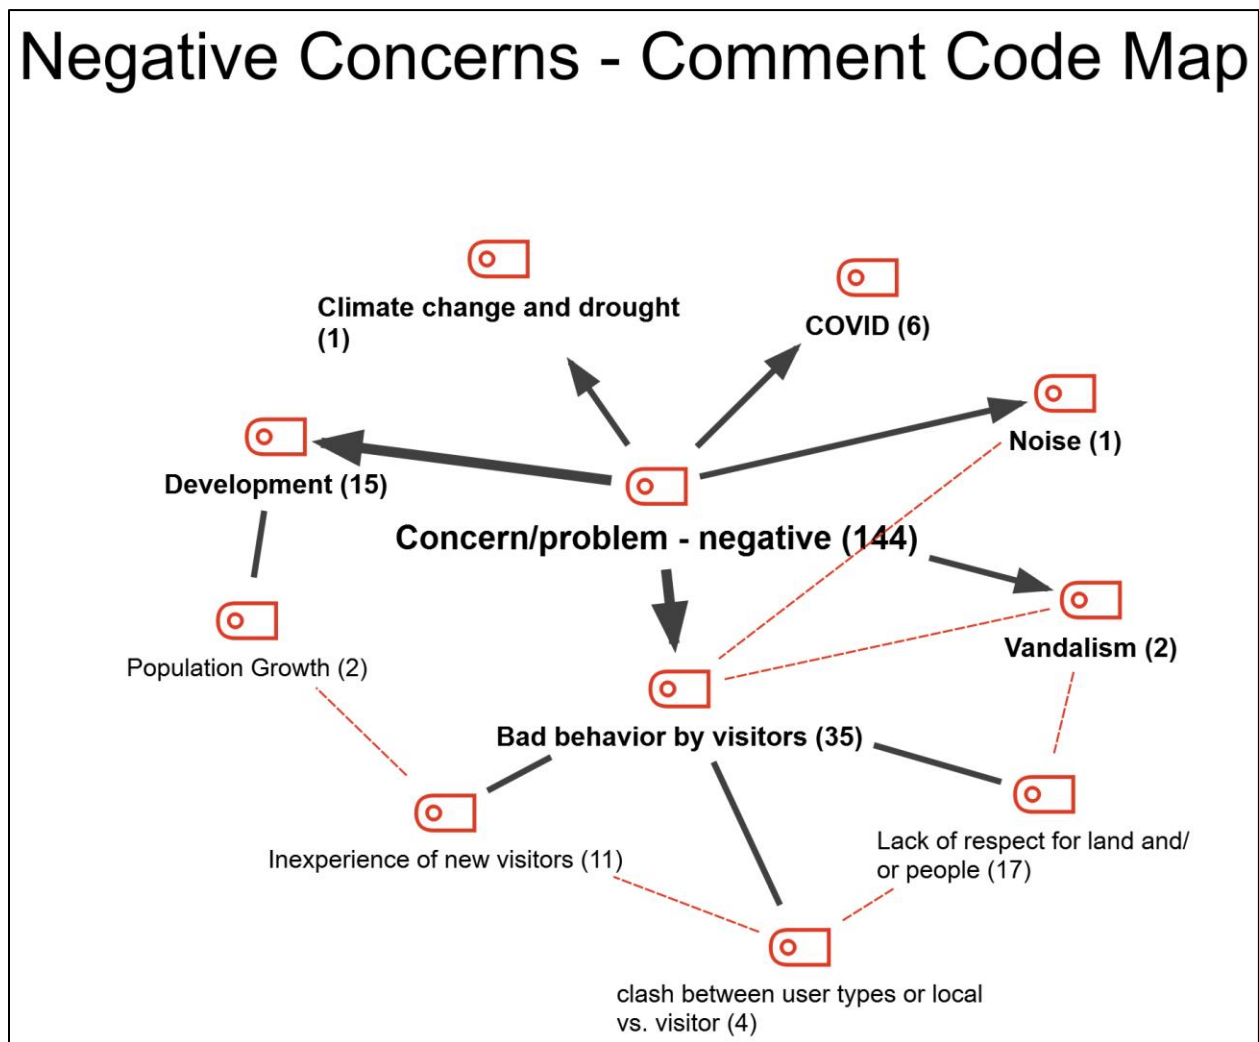 Negative Concerns - Comment Code Map
Climate change and drought
(1)
COVID (6)
Noise (1)
Development (15)
Concern/problem - negative (144)
Vandalism (2)
Population Growth (2)
Bad behavior by visitors (35)
Inexperience of new visitors (11)
Lack of respect for land and/
or people (17)
clash between user types or local
vs. visitor (4)